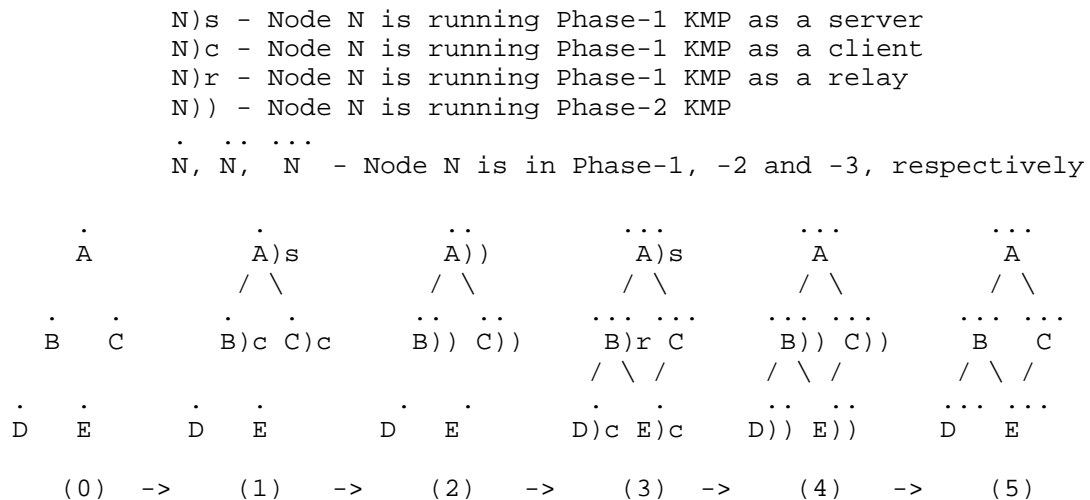 N)s - Node N is running Phase-1 KMP as a server
N)c - Node N is running Phase-1 KMP as a client
N)r - Node N is running Phase-1 KMP as a relay
N)) - Node N is running Phase-2 KMP
.  .. ...
N, N,  N  - Node N is in Phase-1, -2 and -3, respectively
. . .. ... ... ...
A A)s A)) A)s A A
/ \ / \ / \ / \ / \
. . . . .. .. ... ... ... ... ... ...
B C B)c C)c B)) C)) B)r C B)) C)) B C
/ \ / / \ / / \ /
. . . . . . . . .. .. ... ...
D E D E D E D)c E)c D)) E)) D E
(0) -> (1) -> (2) -> (3) -> (4) -> (5)